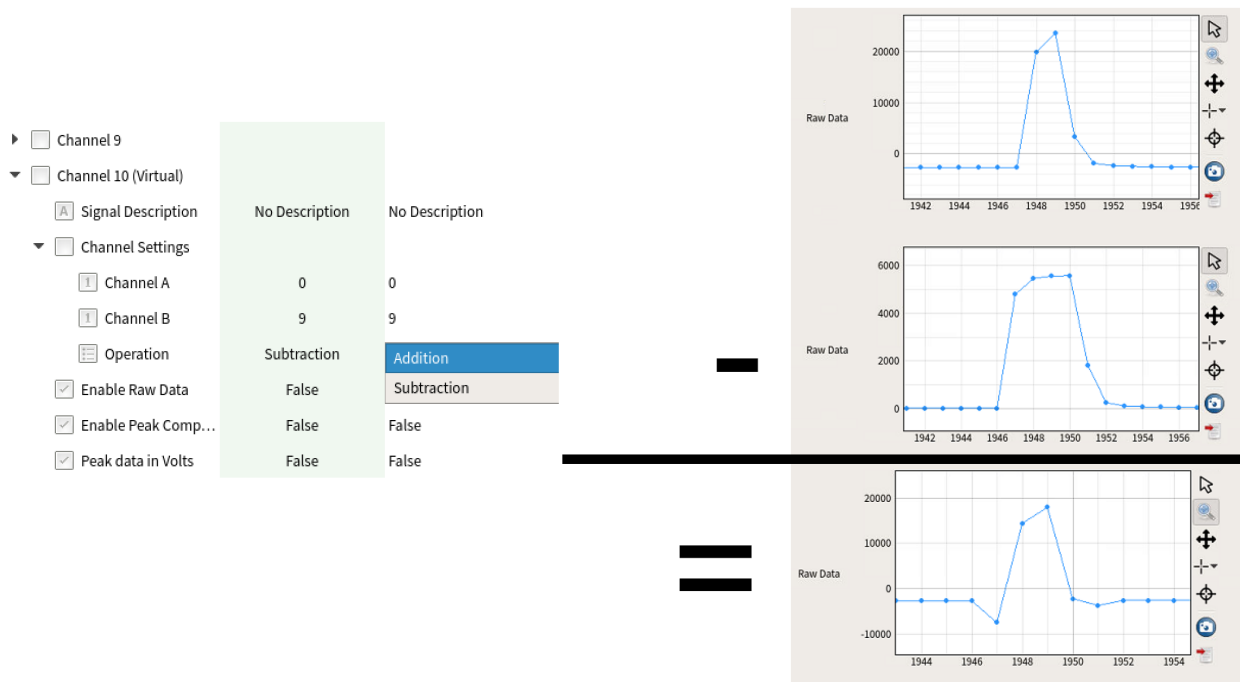 Channel 9
Channel 10 (Virtual)
A Signal Description No Description No Description
Channel Settings
1 Channel A 0 0
1 Channel B 9 9
Operation Subtraction Addition
Subtraction
Enable Raw Data False
Enable Peak Comp... False False
Peak data in Volts False False
20000
10000
Raw Data
0
1942 1944 1946 1948 1950 1952 1954 1956
6000
4000
Raw Data
2000
0
1942 1944 1946 1948 1950 1952 1954 1956
20000
10000
Raw Data
0
-10000
1944 1946 1948 1950 1952 1954